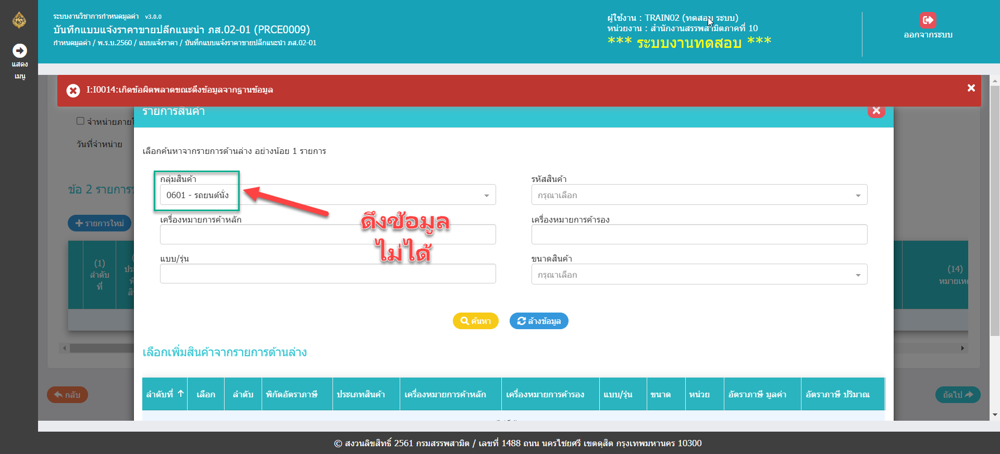 แสดง
เมนู
ระบบงานวิชาการกำหนดมูลค่า v3.0.0
บันทึกแบบแจ้งราคาขายปลีกแนะนำ ภส.02-01 (PRCE0009)
กำหนดมูลค่า / พ.ร.บ.2560 / แบบแจ้งราคา / บันทึกแบบแจ้งราคาขายปลีกแนะนำ ภส.02-01
ผู้ใช้งาน : TRAIN02 (ทดสอบ ระบบ)
หน่วยงาน : สำนักงานสรรพสามิตภาคที่ 10
*** ระบบงานทดสอบ ***
ออกจากระบบ
I:I0014:เกิดข้อผิดพลาดขณะดึงข้อมูลจากฐานข้อมูล
รายการสินค้า
จำหน่ายภายใ
วันที่จำหน่าย
เลือกค้นหาจากรายการด้านล่าง อย่างน้อย 1 รายการ
กลุ่มสินค้า
0601 - รถยนต์นั่ง
รหัสสินค้า
กรุณาเลือก
ข้อ 2 รายการ
ดึงข้อมูล
ไม่ได้
เครื่องหมายการค้าหลัก
เครื่องหมายการค้ารอง
รายการใหม่
แบบ/รุ่น
ขนาดสินค้า
กรุณาเลือก
(1)
ลำดับ
ที่
(14)
หมายเหตุ
ค้นหา
ล้างข้อมูล
เลือกเพิ่มสินค้าจากรายการด้านล่าง
ลำดับที่ เลือก ลำดับ พิกัดอัตราภาษี ประเภทสินค้า เครื่องหมายการค้าหลัก เครื่องหมายการค้ารอง แบบ/รุ่น ขนาด หน่วย อัตราภาษี มูลค่า อัตราภาษี ปริมาณ
กลับ
ถัดไป
© สงวนลิขสิทธิ์ 2561 กรมสรรพสามิต / เลขที่ 1488 ถนน นครไชยศรี เขตดุสิต กรุงเทพมหานคร 10300